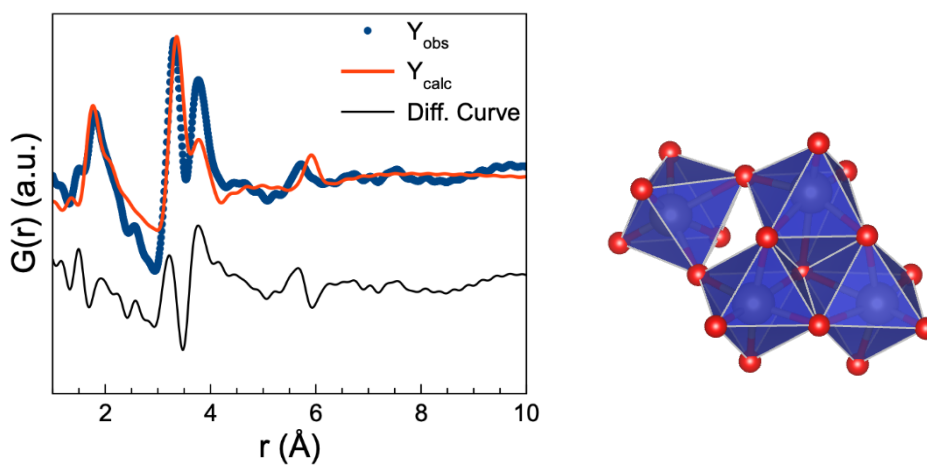 Y_obs
Y_calc
Diff. Curve
G(r) (a.u.)
2 4 6 8 10
r (Å)